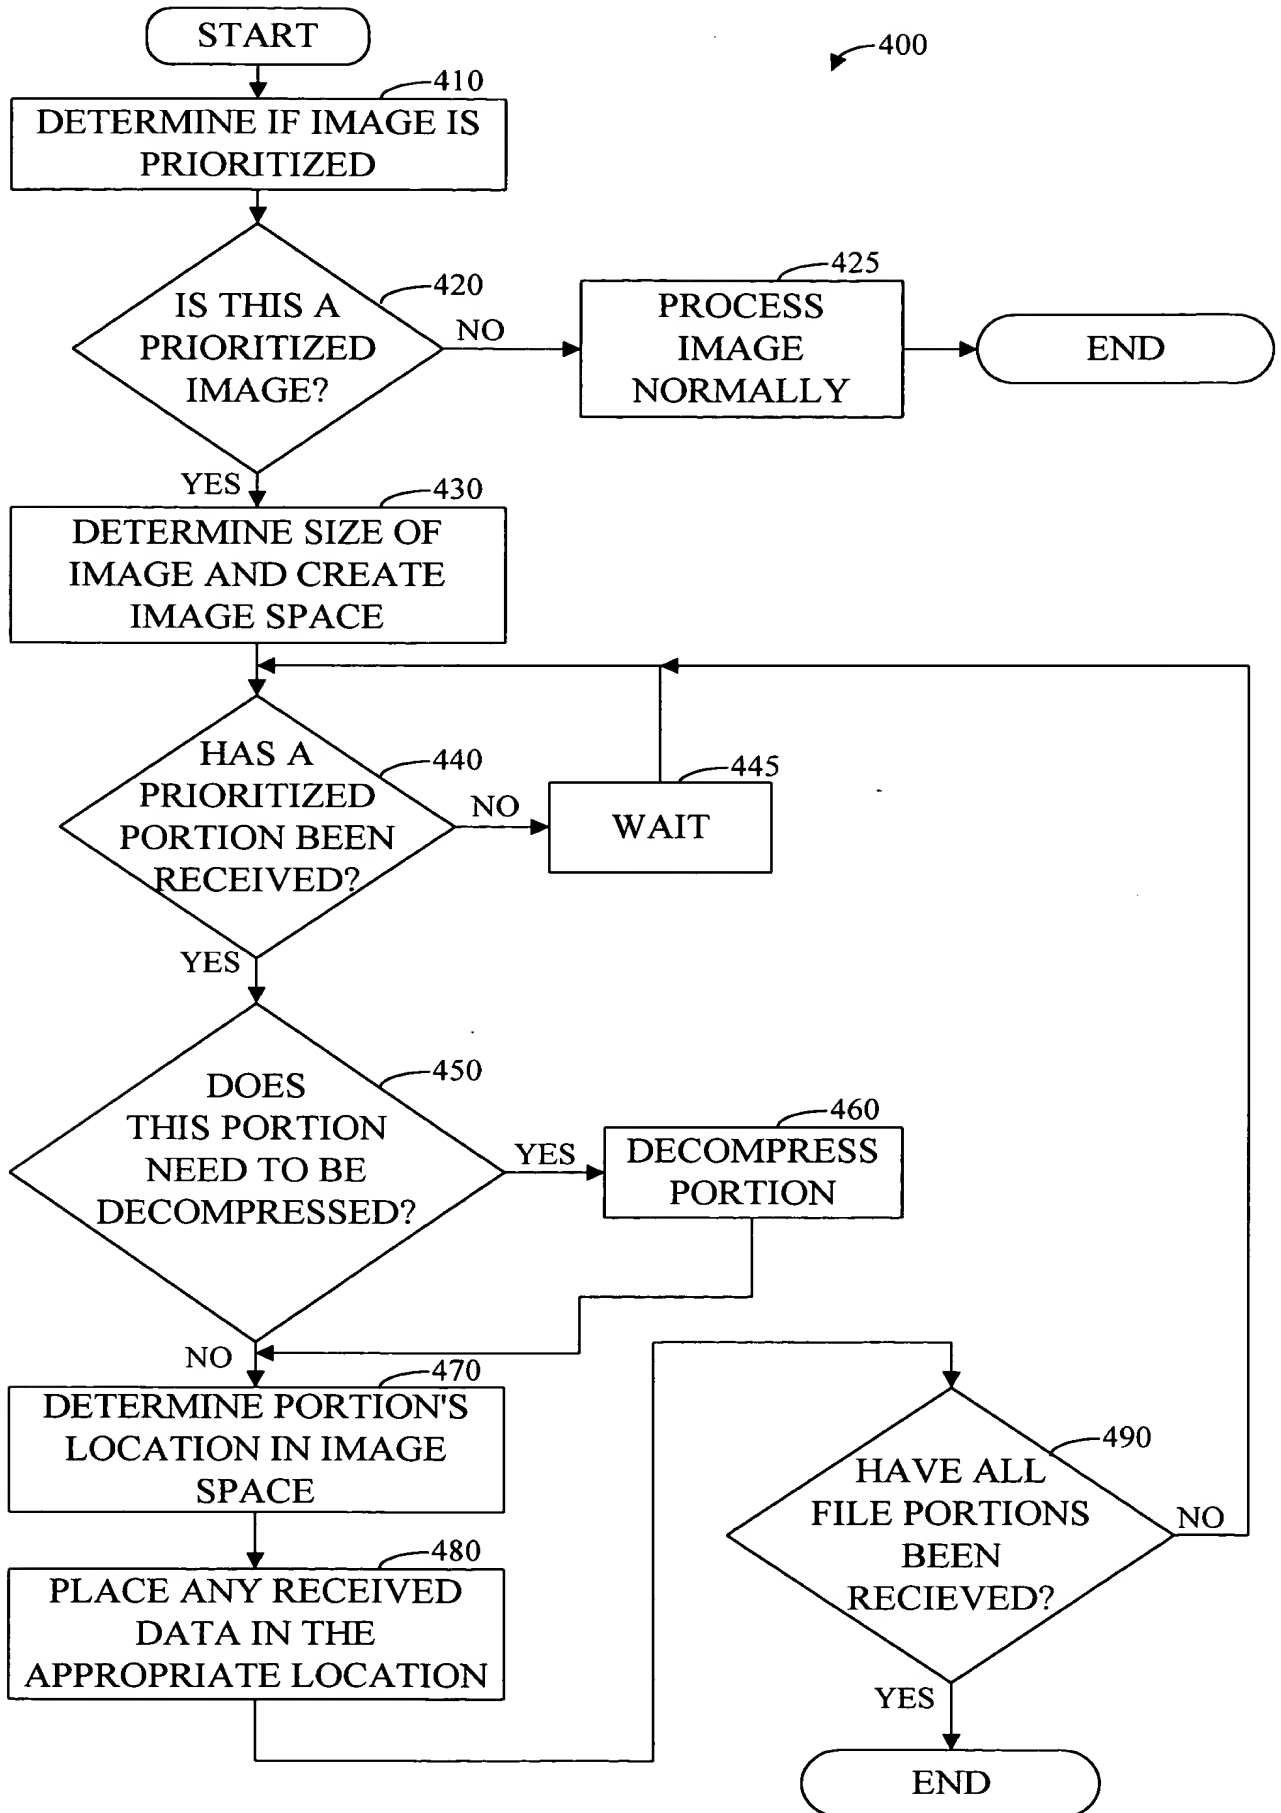 START
400
410
DETERMINE IF IMAGE IS
PRIORITIZED
420
IS THIS A
PRIORITIZED
IMAGE?
NO
425
PROCESS
IMAGE
NORMALLY
END
YES
430
DETERMINE SIZE OF
IMAGE AND CREATE
IMAGE SPACE
440
HAS A
PRIORITIZED
PORTION BEEN
RECEIVED?
NO
445
WAIT
YES
450
DOES
THIS PORTION
NEED TO BE
DECOMPRESSED?
YES
460
DECOMPRESS
PORTION
NO
470
DETERMINE PORTION'S
LOCATION IN IMAGE
SPACE
480
PLACE ANY RECEIVED
DATA IN THE
APPROPRIATE LOCATION
490
HAVE ALL
FILE PORTIONS
BEEN
RECIEVED?
NO
YES
END